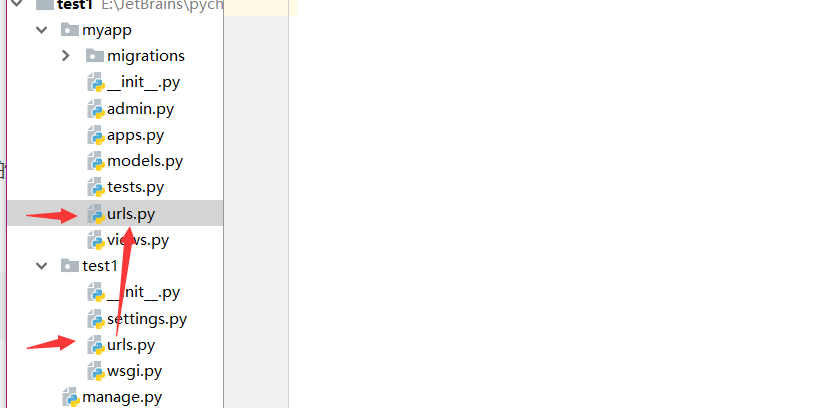 test1 E:\JetBrains\pych
myapp
migrations
__init__.py
admin.py
apps.py
models.py
tests.py
urls.py
views.py
test1
__init__.py
settings.py
urls.py
wsgi.py
manage.py